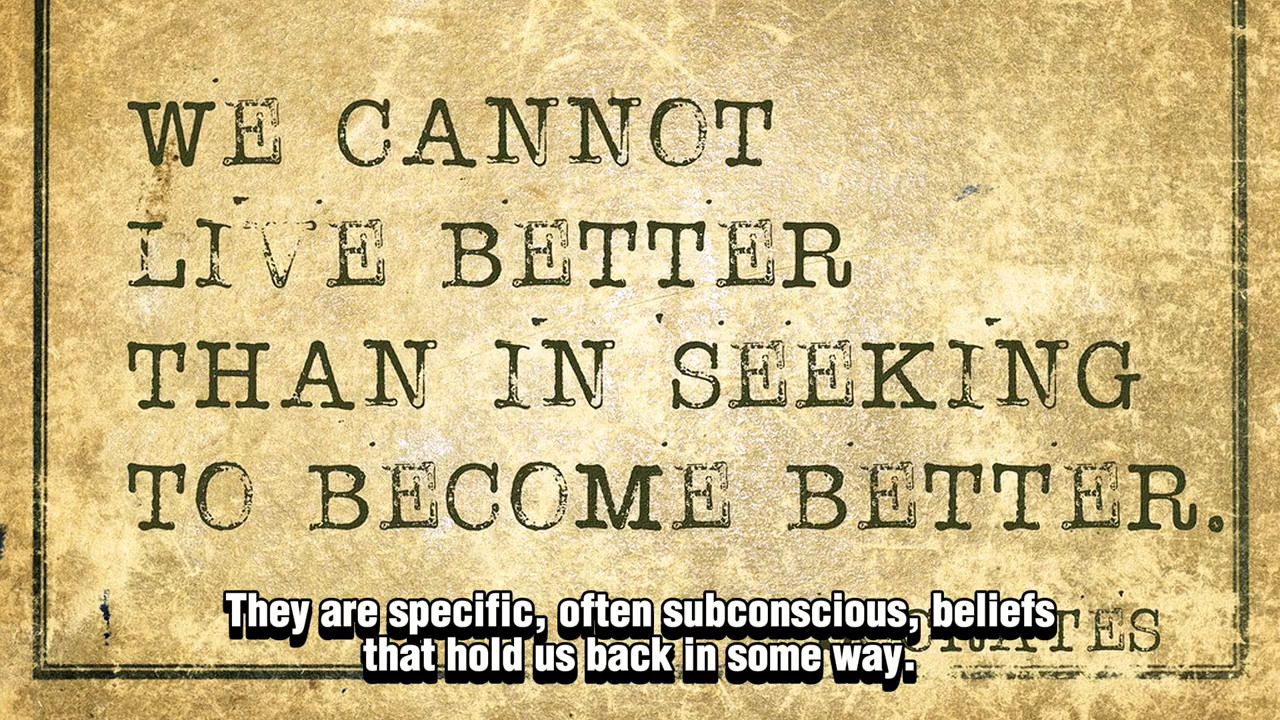 WE CANNOT
LIVE BETTER
THAN IN SEEKING
TO BECOME BETTER.
They are specific, often subconscious, beliefs
that hold us back in some way.